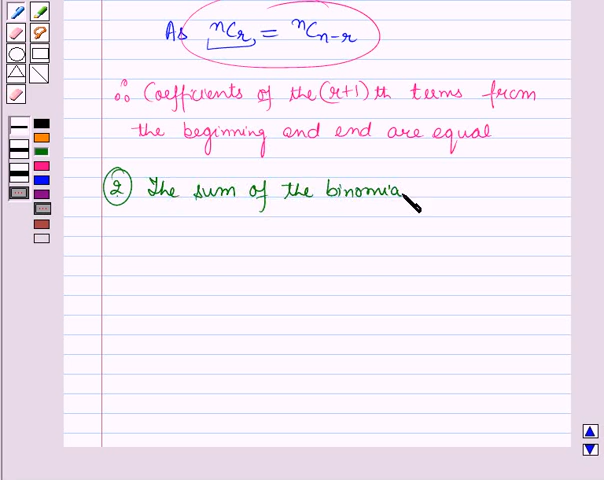 As ⁿCᵣ = ⁿCₙ₋ᵣ
∴ Coefficients of the (r+1)th terms from
the beginning and end are equal
② The sum of the binomia